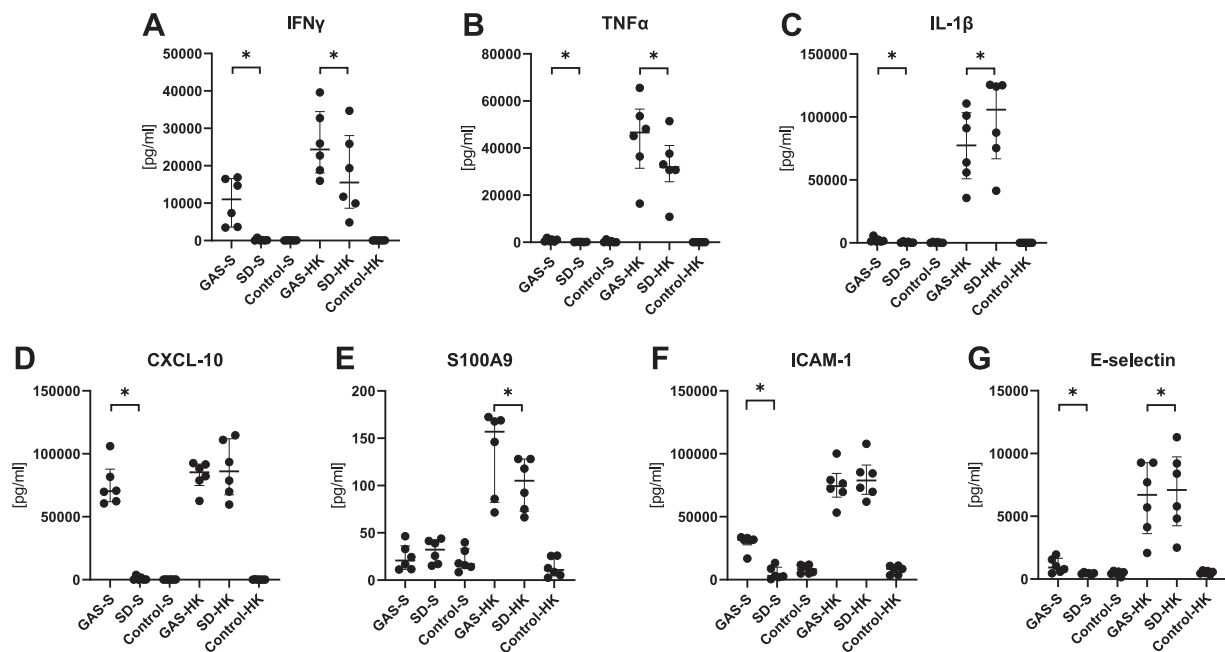 A
IFNγ
[pg/ml]
50000
40000
30000
20000
10000
0
*
*
GAS-S
SD-S
Control-S
GAS-HK
SD-HK
Control-HK
B
TNFα
[pg/ml]
80000
60000
40000
20000
0
*
*
GAS-S
SD-S
Control-S
GAS-HK
SD-HK
Control-HK
C
IL-1β
[pg/ml]
150000
100000
50000
0
*
*
GAS-S
SD-S
Control-S
GAS-HK
SD-HK
Control-HK
D
CXCL-10
[pg/ml]
150000
100000
50000
0
*
GAS-S
SD-S
Control-S
GAS-HK
SD-HK
Control-HK
E
S100A9
[pg/ml]
200
150
100
50
0
*
GAS-S
SD-S
Control-S
GAS-HK
SD-HK
Control-HK
F
ICAM-1
[pg/ml]
150000
100000
50000
0
*
GAS-S
SD-S
Control-S
GAS-HK
SD-HK
Control-HK
G
E-selectin
[pg/ml]
15000
10000
5000
0
*
*
GAS-S
SD-S
Control-S
GAS-HK
SD-HK
Control-HK